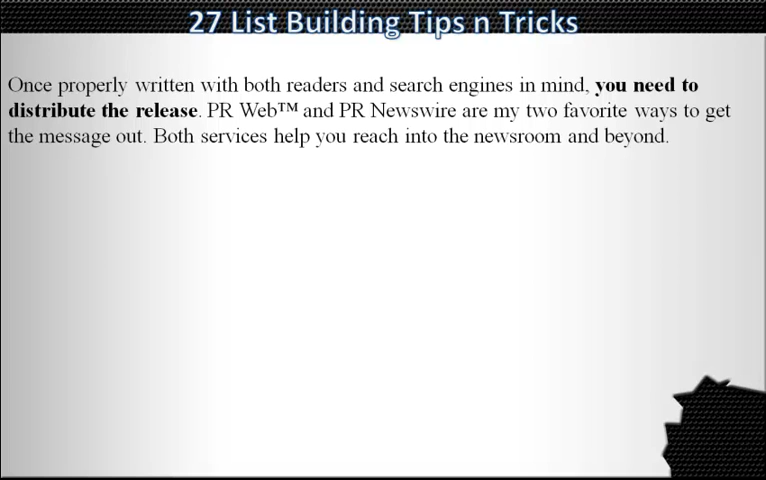 27 List Building Tips n Tricks
Once properly written with both readers and search engines in mind, you need to
distribute the release. PR Web™ and PR Newswire are my two favorite ways to get
the message out. Both services help you reach into the newsroom and beyond.